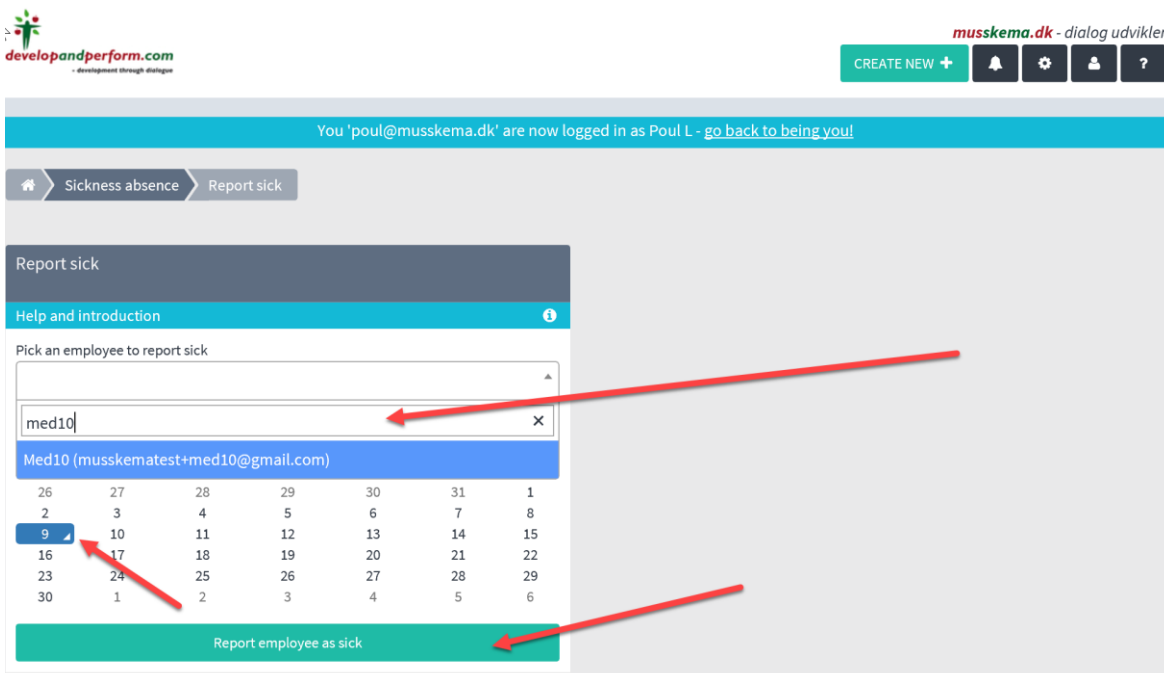 musskema.dk - dialog udvikler
developandperform.com
- development through dialogue
CREATE NEW +
?
You 'poul@musskema.dk' are now logged in as Poul L - go back to being you!
Sickness absence Report sick
Report sick
Help and introduction
Pick an employee to report sick
med10 ×
Med10 (musskematest+med10@gmail.com)
26 27 28 29 30 31 1
2 3 4 5 6 7 8
9 10 11 12 13 14 15
16 17 18 19 20 21 22
23 24 25 26 27 28 29
30 1 2 3 4 5 6
Report employee as sick